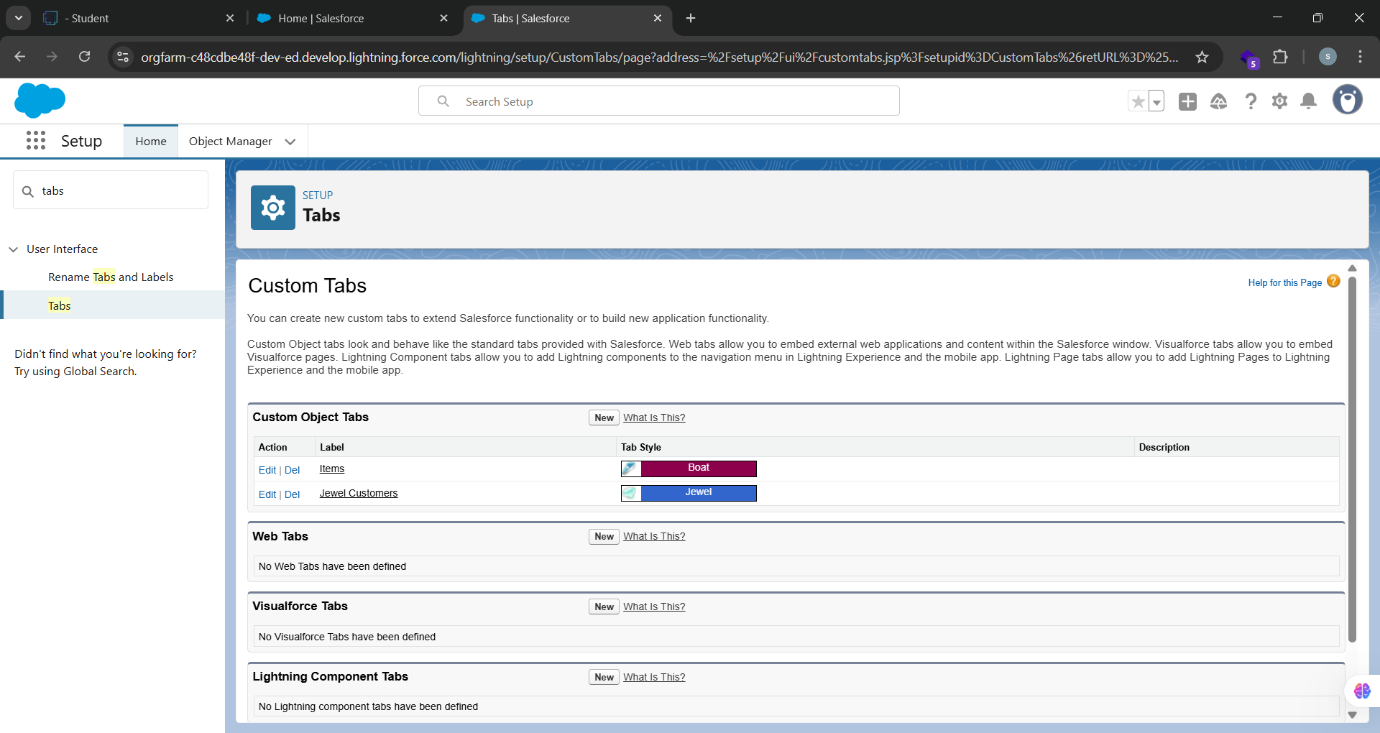 - Student
Home | Salesforce
Tabs | Salesforce
orgfarm-c48cdbe48f-dev-ed.develop.lightning.force.com/lightning/setup/CustomTabs/page?address=%2Fsetup%2Fui%2Fcustomtabs.jsp%3Fsetupid%3DCustomTabs%26retURL%3D%25...
5
S
Search Setup
Setup
Home
Object Manager
tabs
User Interface
Rename Tabs and Labels
Tabs
Didn't find what you're looking for?
Try using Global Search.
SETUP
Tabs
Custom Tabs
Help for this Page ?
You can create new custom tabs to extend Salesforce functionality or to build new application functionality.
Custom Object tabs look and behave like the standard tabs provided with Salesforce. Web tabs allow you to embed external web applications and content within the Salesforce window. Visualforce tabs allow you to embed
Visualforce pages. Lightning Component tabs allow you to add Lightning components to the navigation menu in Lightning Experience and the mobile app. Lightning Page tabs allow you to add Lightning Pages to Lightning
Experience and the mobile app.
Custom Object Tabs New What Is This?
Action Label Tab Style Description
Edit | Del Items Boat
Edit | Del Jewel Customers Jewel
Web Tabs New What Is This?
No Web Tabs have been defined
Visualforce Tabs New What Is This?
No Visualforce Tabs have been defined
Lightning Component Tabs New What Is This?
No Lightning component tabs have been defined